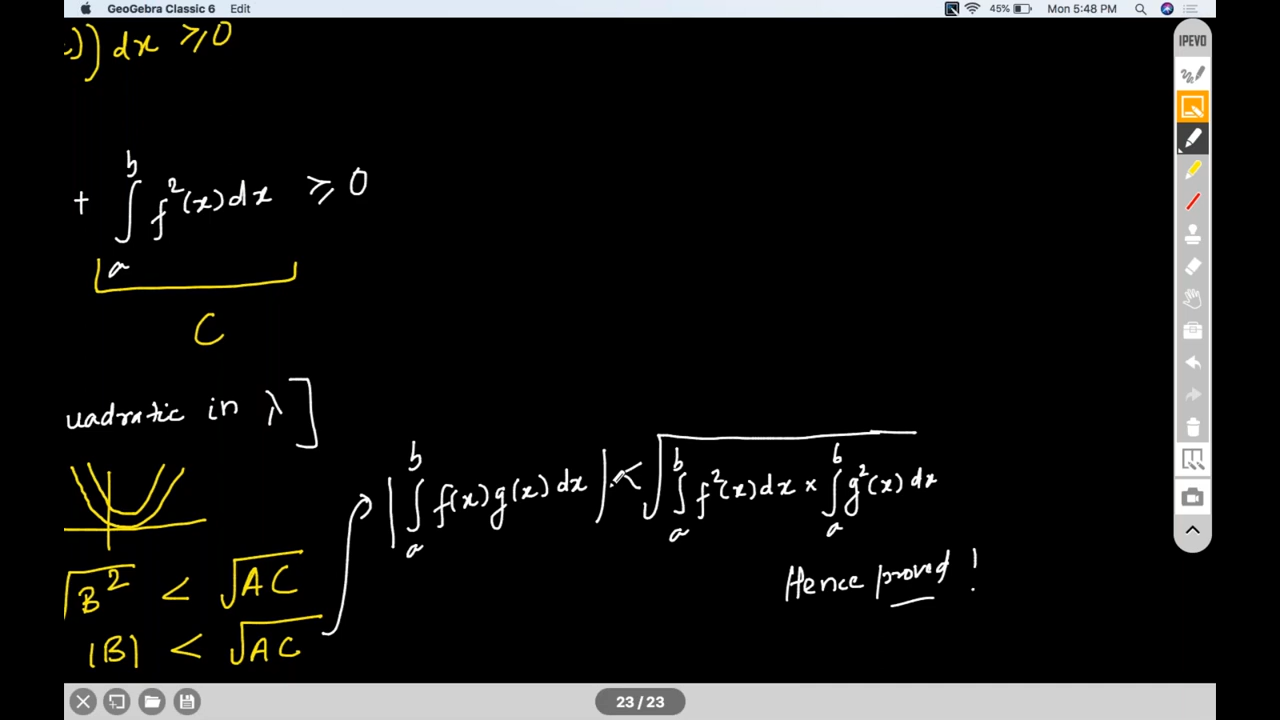 GeoGebra Classic 6 Edit 45% Mon 5:48 PM
IPEVO
)) dx ⩾0
+ ∫_a^b f²(x)dx ⩾ 0
C
uadratic in λ]
|∫_a^b f(x)g(x)dx| < √(∫_a^b f²(x)dx × ∫_a^b g²(x)dx
√B² < √AC
Hence proved !
|B| < √AC
23 / 23